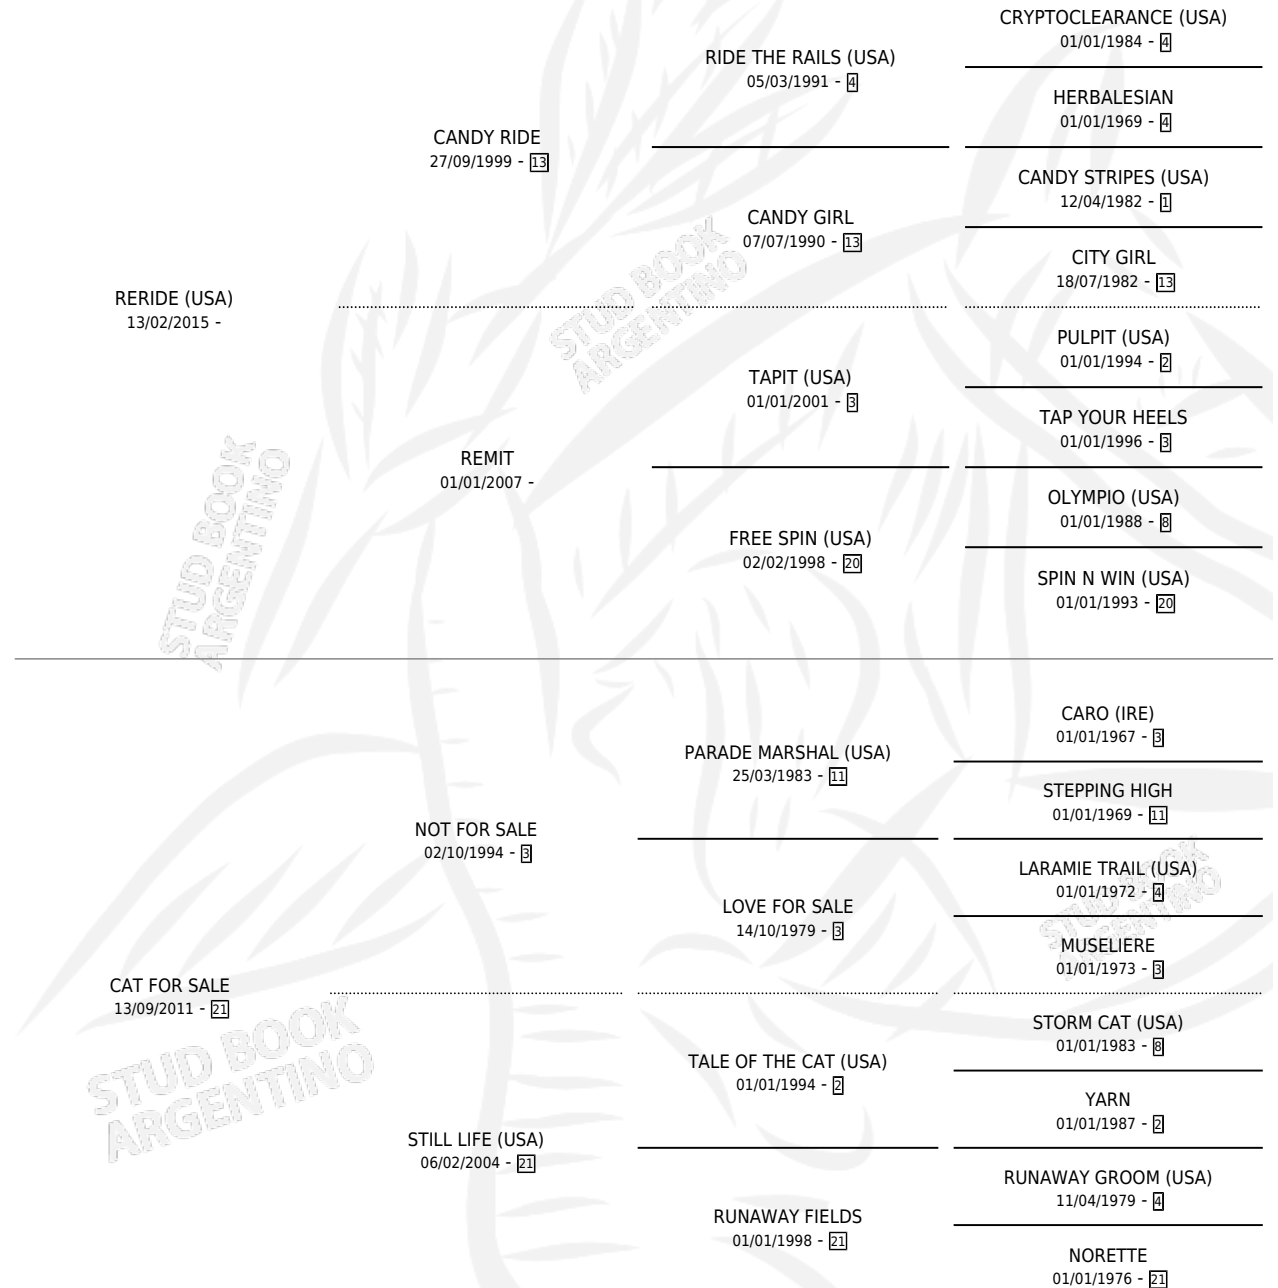 CRYPTOCLEARANCE (USA)
01/01/1984 - 4
RIDE THE RAILS (USA)
05/03/1991 - 4
HERBALESIAN
01/01/1969 - 4
CANDY RIDE
27/09/1999 - 13
CANDY STRIPES (USA)
12/04/1982 - 1
CANDY GIRL
07/07/1990 - 13
CITY GIRL
18/07/1982 - 13
RERIDE (USA)
13/02/2015 -
PULPIT (USA)
01/01/1994 - 2
TAPIT (USA)
01/01/2001 - 3
TAP YOUR HEELS
01/01/1996 - 3
REMIT
01/01/2007 -
OLYMPIO (USA)
01/01/1988 - 8
FREE SPIN (USA)
02/02/1998 - 20
SPIN N WIN (USA)
01/01/1993 - 20
CARO (IRE)
01/01/1967 - 3
PARADE MARSHAL (USA)
25/03/1983 - 11
STEPPING HIGH
01/01/1969 - 11
NOT FOR SALE
02/10/1994 - 3
LARAMIE TRAIL (USA)
01/01/1972 - 4
LOVE FOR SALE
14/10/1979 - 3
MUSELIERE
01/01/1973 - 3
CAT FOR SALE
13/09/2011 - 21
STORM CAT (USA)
01/01/1983 - 8
TALE OF THE CAT (USA)
01/01/1994 - 2
YARN
01/01/1987 - 2
STILL LIFE (USA)
06/02/2004 - 21
RUNAWAY GROOM (USA)
11/04/1979 - 4
RUNAWAY FIELDS
01/01/1998 - 21
NORETTE
01/01/1976 - 21
STUD BOOK
ARGENTINO
STUD BOOK
ARGENTINO
STUD BOOK
ARGENTINO
STUD BOOK
ARGENTINO